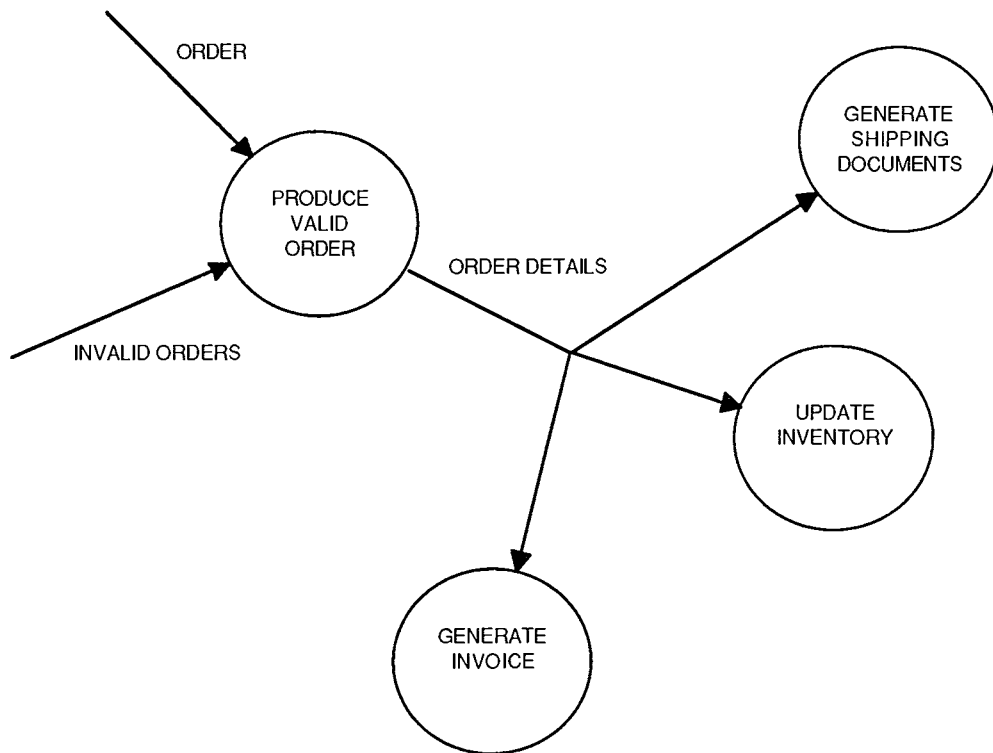 ORDER
GENERATE
SHIPPING
DOCUMENTS
PRODUCE
VALID
ORDER
ORDER DETAILS
INVALID ORDERS
UPDATE
INVENTORY
GENERATE
INVOICE